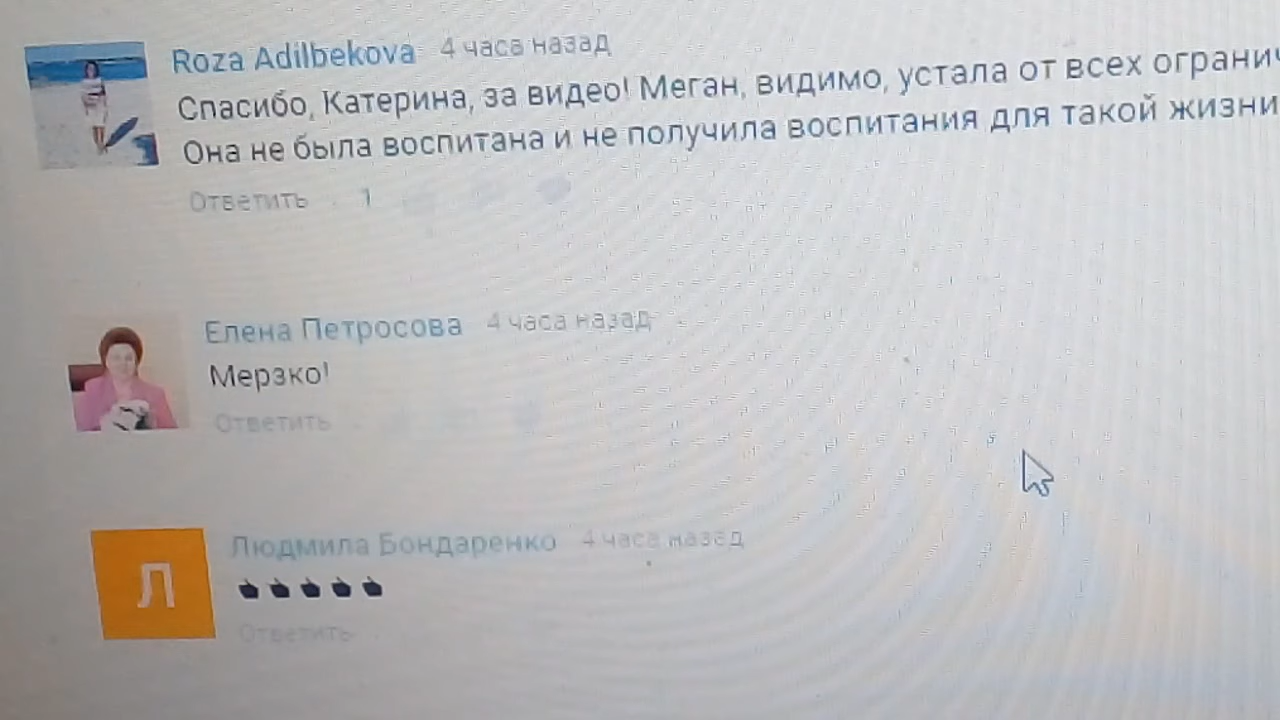 Roza Adilbekova 4 часа назад
Спасибо, Катерина, за видео! Меган, видимо, устала от всех
Она не была воспитана и не получила воспитания для такой жизни
Ответить 1
Елена Петросова 4 часа назад
Мерзко!
Ответить
Л
Людмила Бондаренко 4 часа назад
Ответить